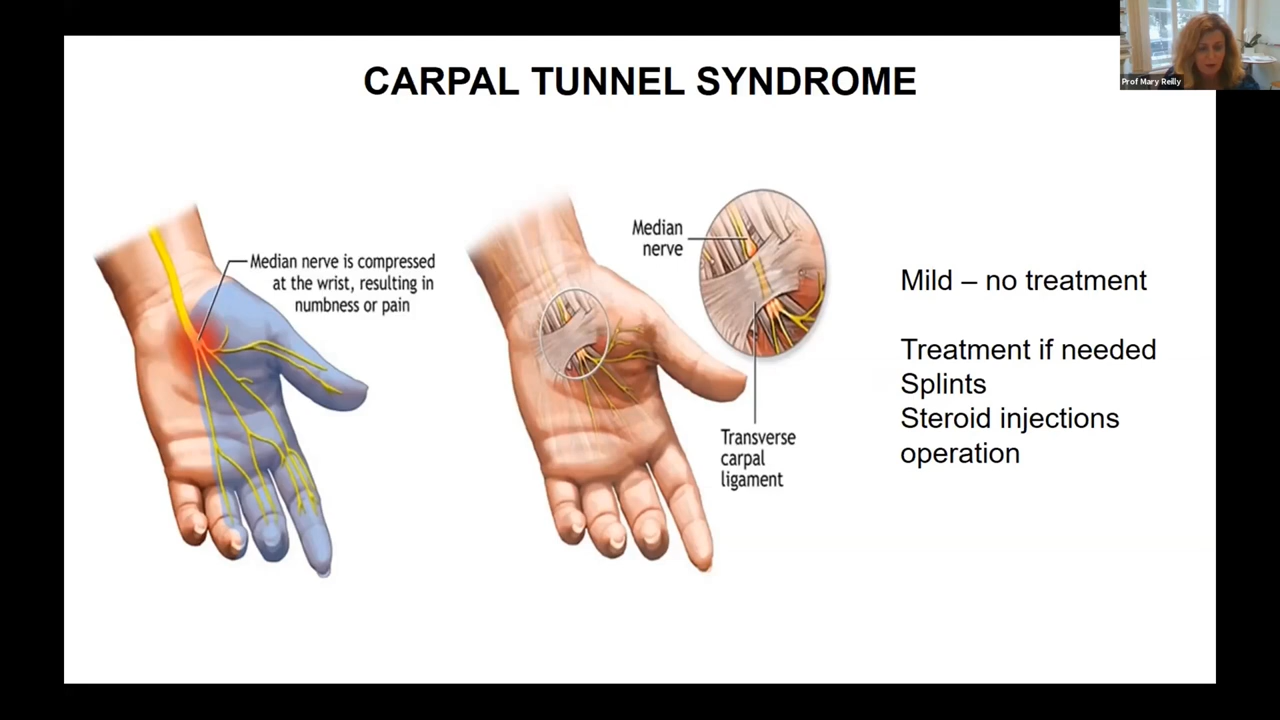 CARPAL TUNNEL SYNDROME
Prof Mary Reilly
Median nerve is compressed
at the wrist, resulting in
numbness or pain
Median
nerve
Transverse
carpal
ligament
Mild – no treatment
Treatment if needed
Splints
Steroid injections
operation